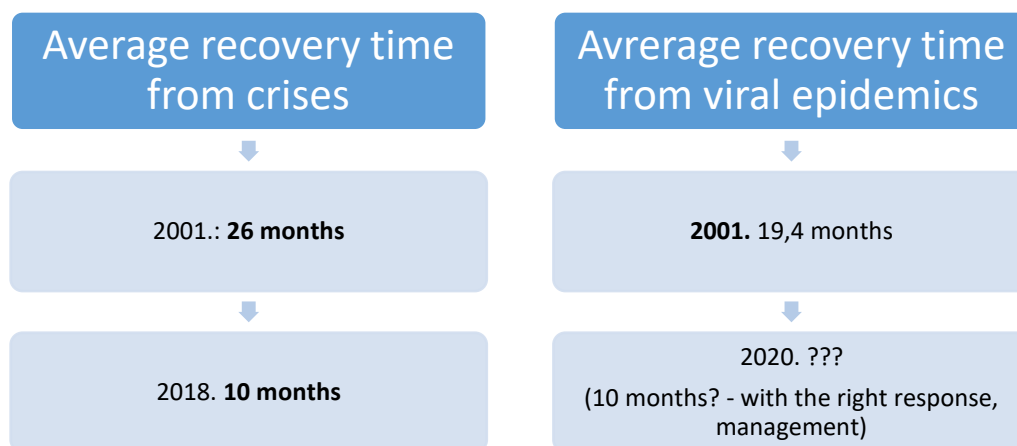 Average recovery time
from crises
2001.: 26 months
2018. 10 months
Avrerage recovery time
from viral epidemics
2001. 19,4 months
2020. ???
(10 months? - with the right response,
management)